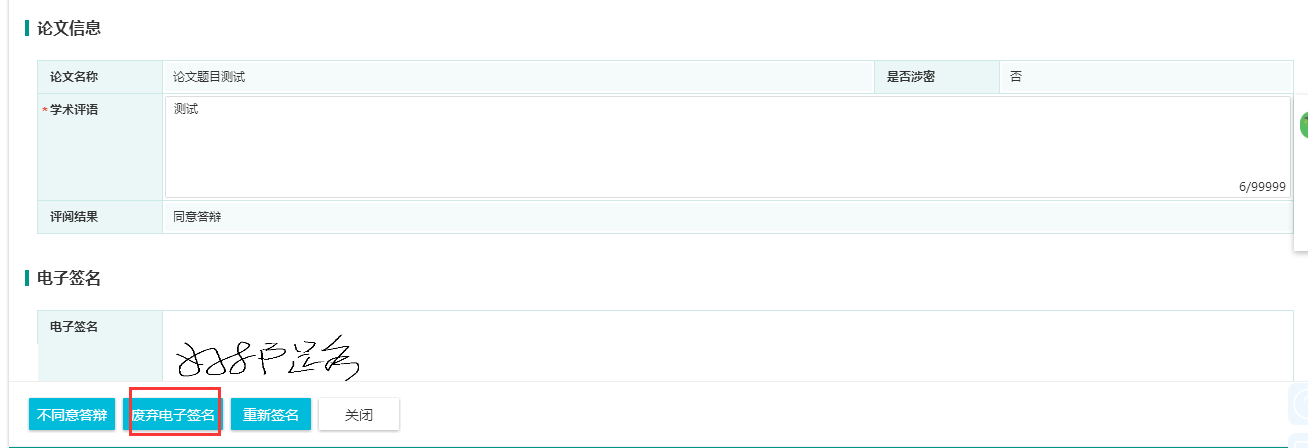 论文信息
论文名称 论文题目测试 是否涉密 否
*学术评语 测试
6/99999
评阅结果 同意答辩
电子签名
电子签名
不同意答辩 废弃电子签名 重新签名 关闭